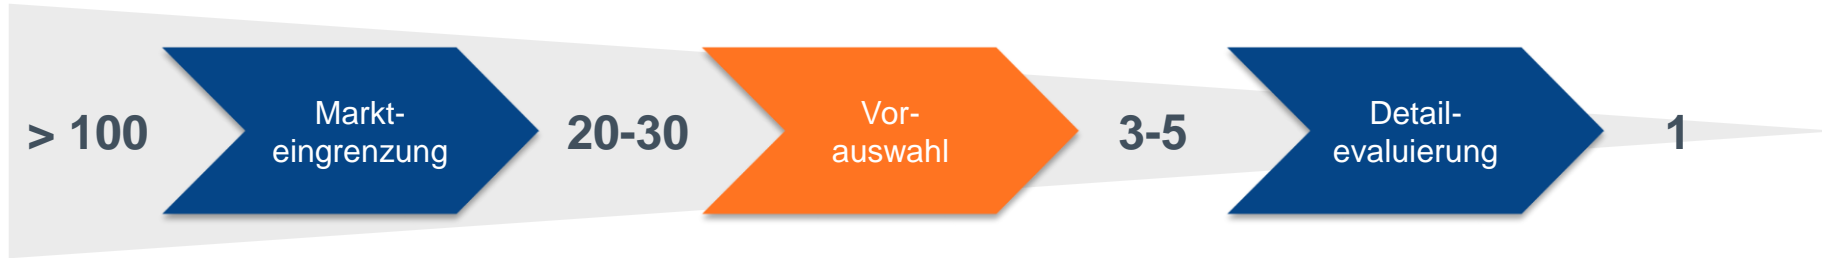 > 100
Markt-
eingrenzung
20-30
Vor-
auswahl
3-5
Detail-
evaluierung
1